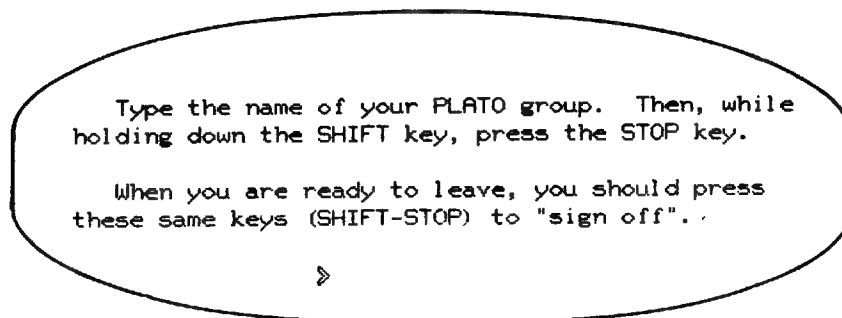 Type the name of your PLATO group.  Then, while
holding down the SHIFT key, press the STOP key.
When you are ready to leave, you should press
these same keys (SHIFT-STOP) to "sign off".
>